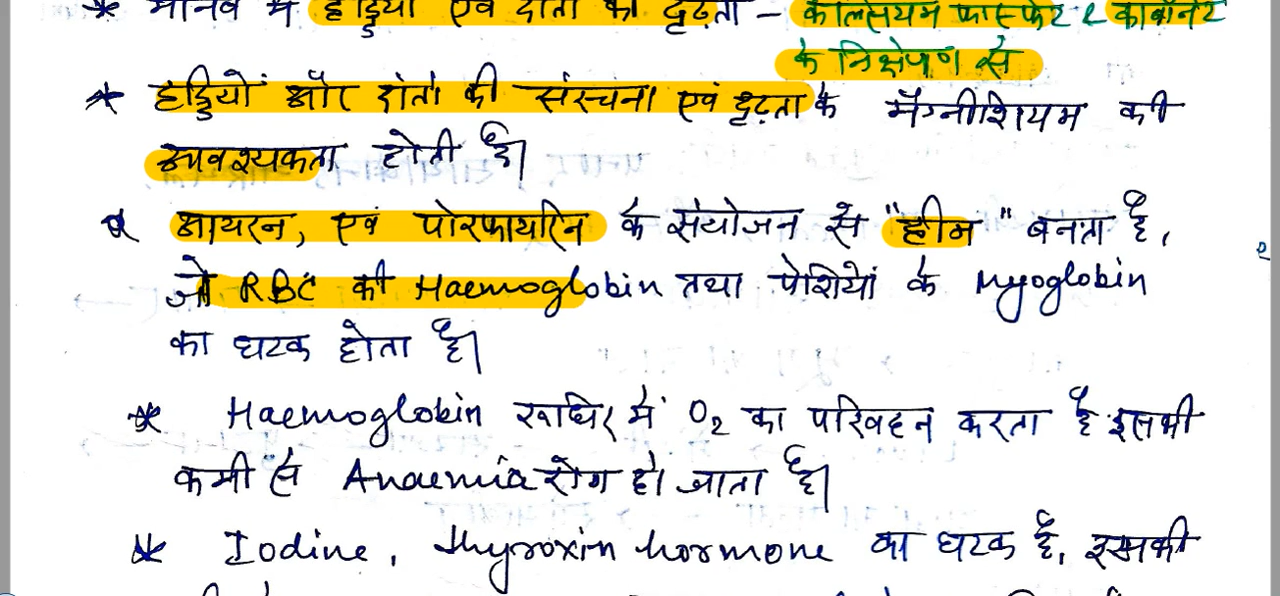 * मानव में हड्डियों एवं दांतों की दृढ़ता - कैल्सियम फास्फेट & कार्बोनेट
के निक्षेपण से
* हड्डियों और दांतों की संरचना एवं दृढ़ता के मैग्नीशियम की
आवश्यकता होती है।
* आयरन, एवं पोरफायरिन के संयोजन से "हीम" बनता है,
जो RBC की Haemoglobin तथा पेशियों के Myoglobin
का घटक होता है।
* Haemoglobin रुधिर में O2 का परिवहन करता है इसकी
कमी से Anaemia रोग हो जाता है।
* Iodine, thyroxin hormone का घटक है, इसकी